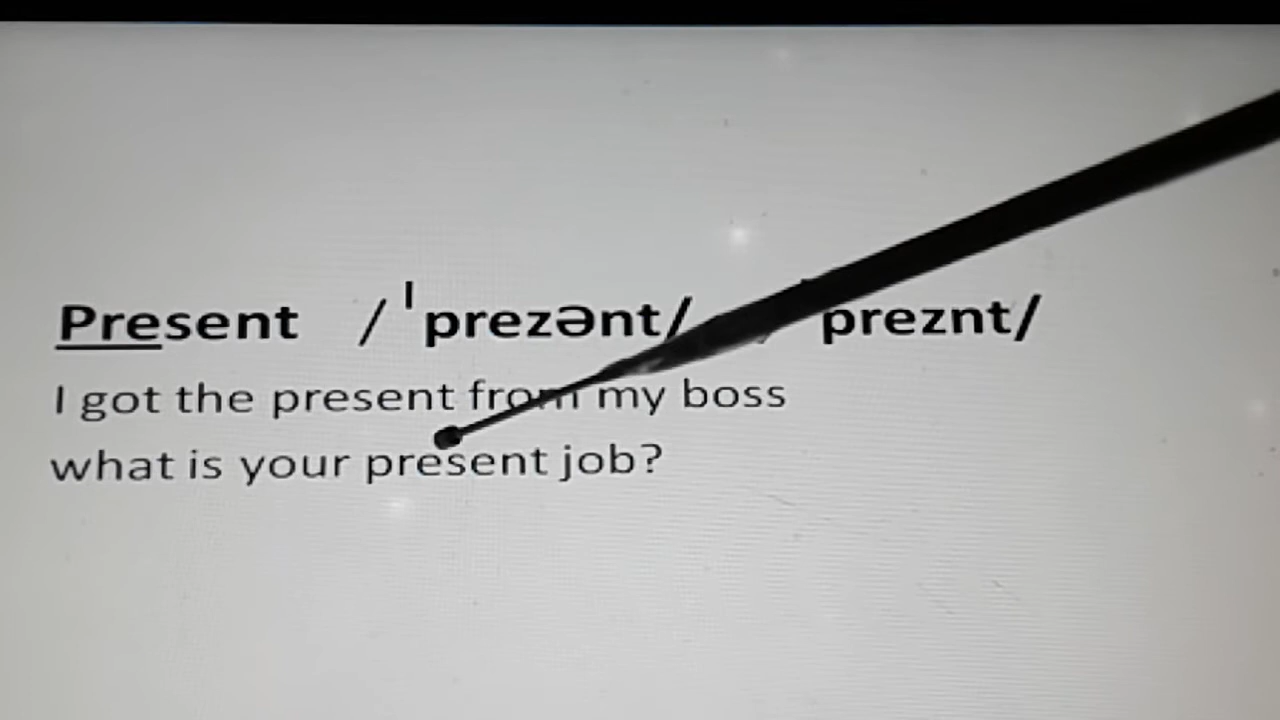 Present /ˈprezənt/ preznt/
I got the present from my boss
what is your present job?